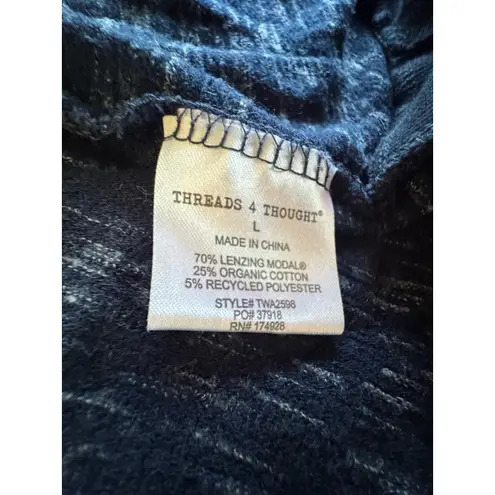 THREADS 4 THOUGHT®
L
MADE IN CHINA
70% LENZING MODAL®
25% ORGANIC COTTON
5% RECYCLED POLYESTER
STYLE# TWA2598
PO# 37918
RN# 174928